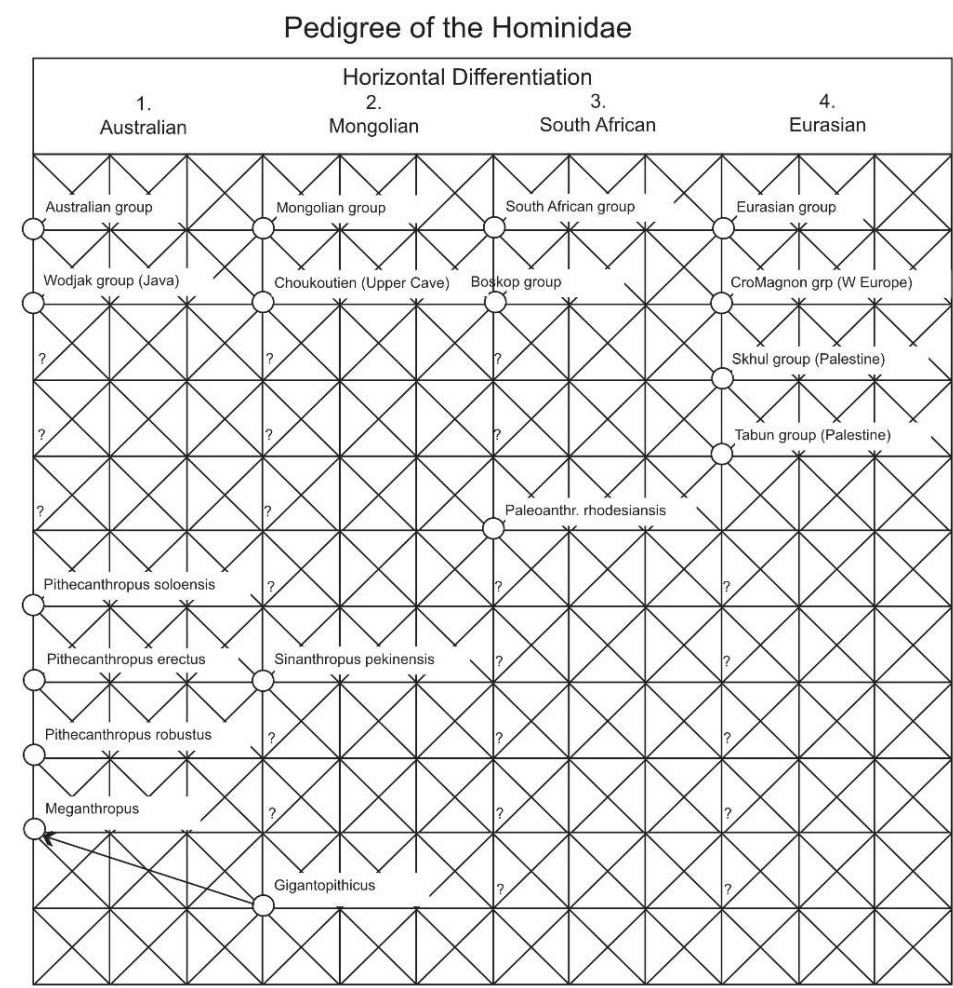 Pedigree of the Hominidae
Horizontal Differentiation
1. 2. 3. 4.
Australian Mongolian South African Eurasian
Australian group Mongolian group South African group Eurasian group
Wodjak group (Java) Choukoutien (Upper Cave) Boskop group CroMagnon grp (W Europe)
? ? ? Skhul group (Palestine)
? ? ? Tabun group (Palestine)
? ? Paleoanthr. rhodesiansis
Pithecanthropus soloensis ? ? ?
Pithecanthropus erectus Sinanthropus pekinensis ? ?
Pithecanthropus robustus ? ? ?
Meganthropus ? ? ?
Gigantopithicus ? ?